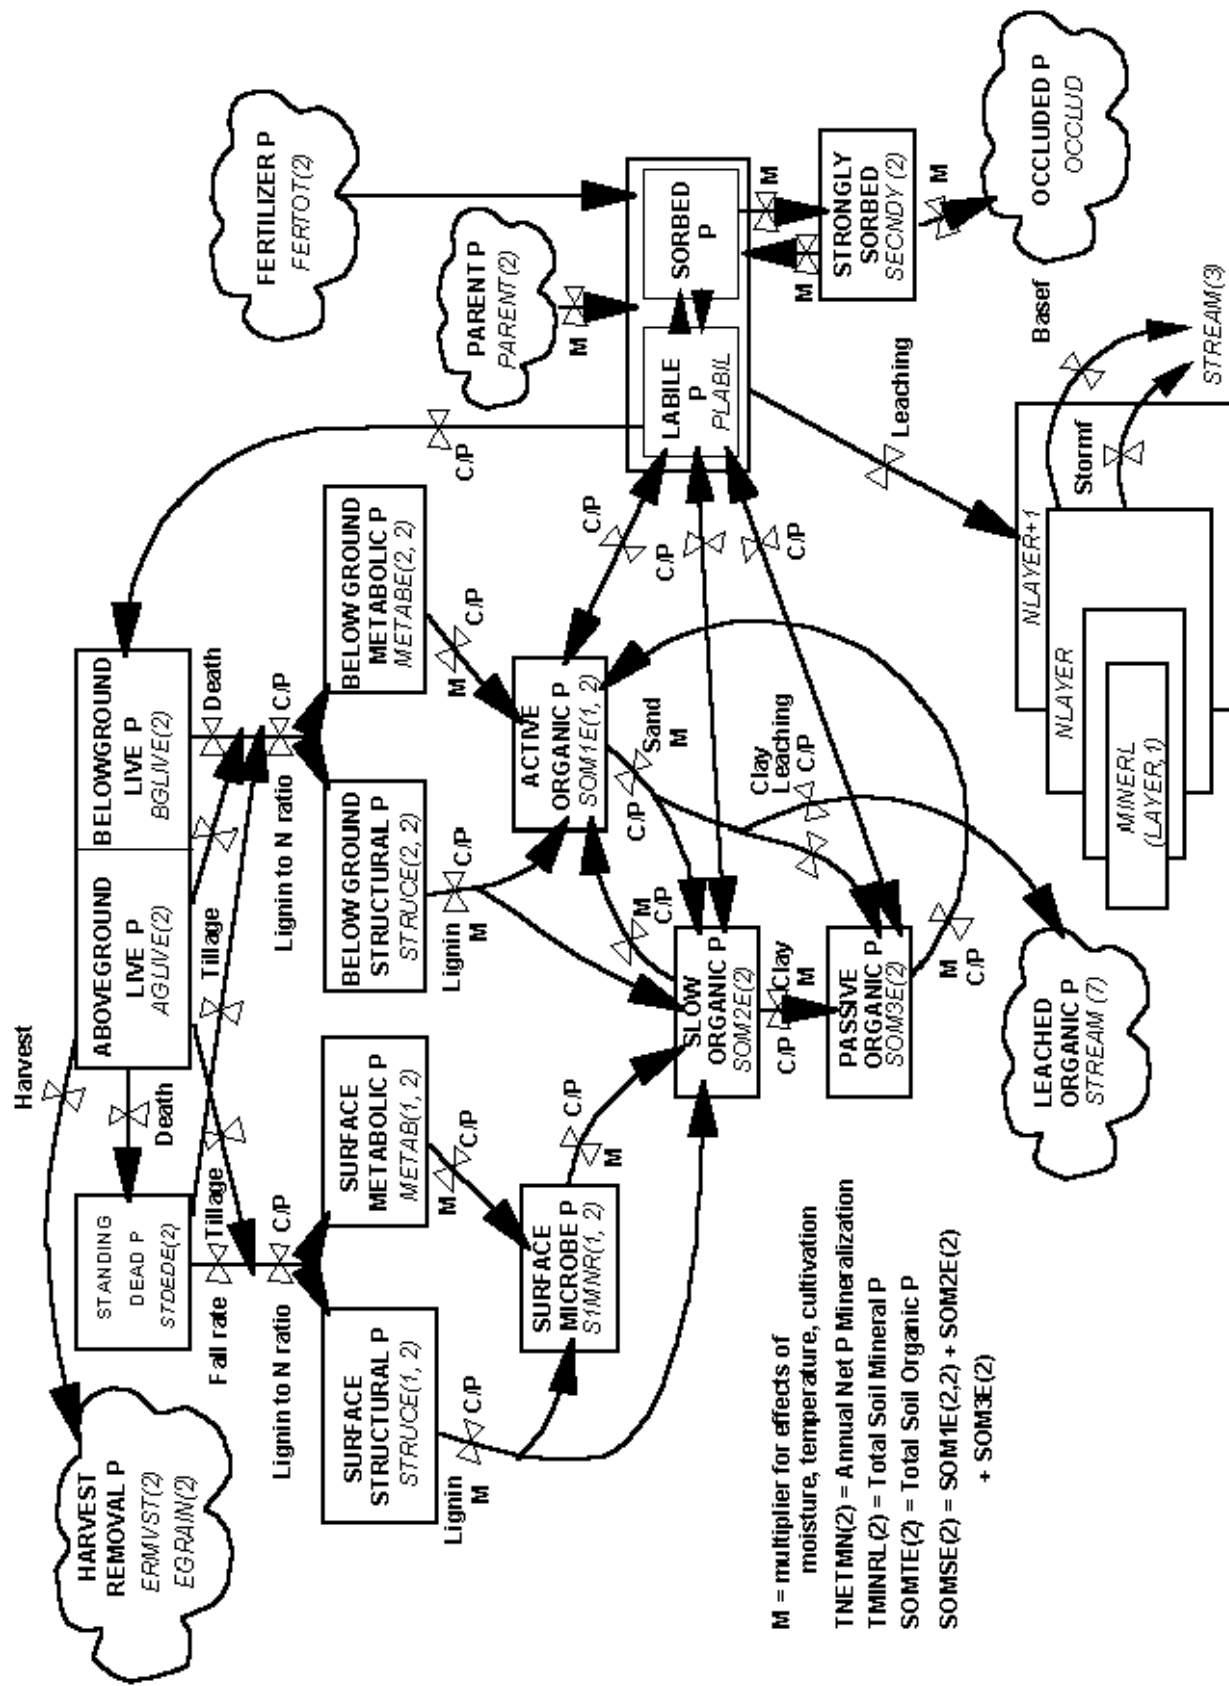 HARVEST
REMOVAL P
ERMVST(2)
EGRAIN(2)
Harvest
STANDING
DEAD P
STDEDE(2)
Death
ABOVEGROUND
LIVE P
AGLIVE(2)
BELOWGROUND
LIVE P
BGLIVE(2)
Fall rate
Tillage
Tillage
Death
Lignin to N ratio
C/P
Lignin to N ratio
C/P
SURFACE
STRUCTURAL P
STRUCE(1, 2)
SURFACE
METABOLIC P
METAB(1, 2)
BELOW GROUND
STRUCTURAL P
STRUCE(2, 2)
BELOW GROUND
METABOLIC P
METABE(2, 2)
C/P
FERTILIZER P
FERTOT(2)
PARENT P
PARENT(2)
M
Lignin
M
C/P
M
C/P
Lignin
M
C/P
M
C/P
SURFACE
MICROBE P
S1MNR(1, 2)
ACTIVE
ORGANIC P
SOM1E(1, 2)
C/P
M
C/P
C/P
C/P
LABILE
P
PLABIL
SORBED
P
M
C/P
C/P
Sand
M
M
M
SLOW
ORGANIC P
SOM2E(2)
Clay
Leaching
C/P
Leaching
STRONGLY
SORBED
SECNDY(2)
C/P
Clay
M
M
PASSIVE
ORGANIC P
SOM3E(2)
M
C/P
OCCLUDED P
OCCLUD
LEACHED
ORGANIC P
STREAM (7)
NLAYER+1
NLAYER
MINERL
(LAYER,1)
Stormf
Basef
STREAM(3)
M = multiplier for effects of
moisture, temperature, cultivation
TNETMN(2) = Annual Net P Mineralization
TMINRL(2) = Total Soil Mineral P
SOMTE(2) = Total Soil Organic P
SOMSE(2) = SOM1E(2,2) + SOM2E(2)
+ SOM3E(2)